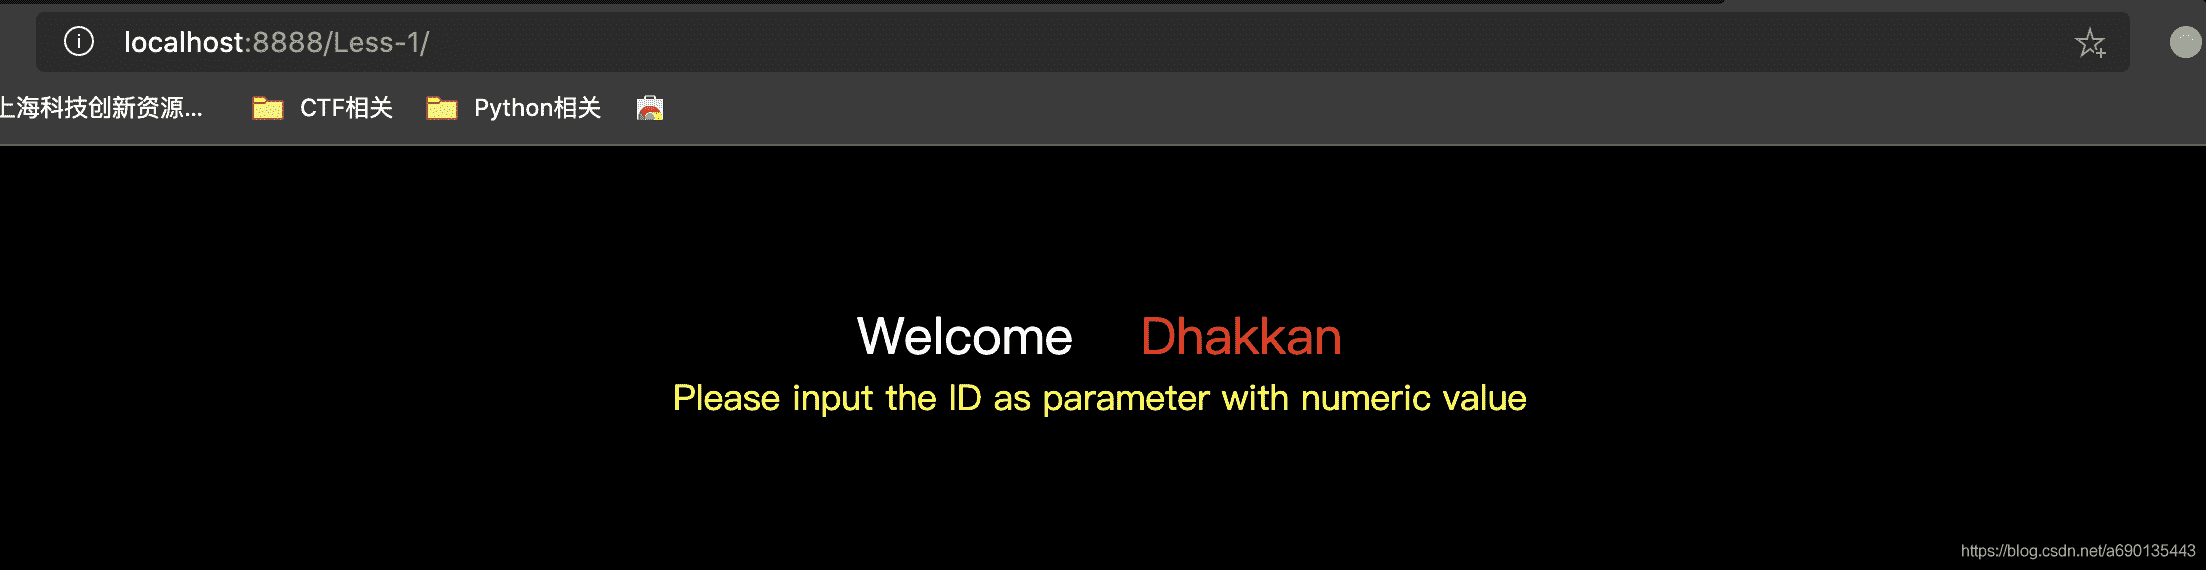 localhost:8888/Less-1/
上海科技创新资源... CTF相关 Python相关
Welcome Dhakkan
Please input the ID as parameter with numeric value
https://blog.csdn.net/a690135443